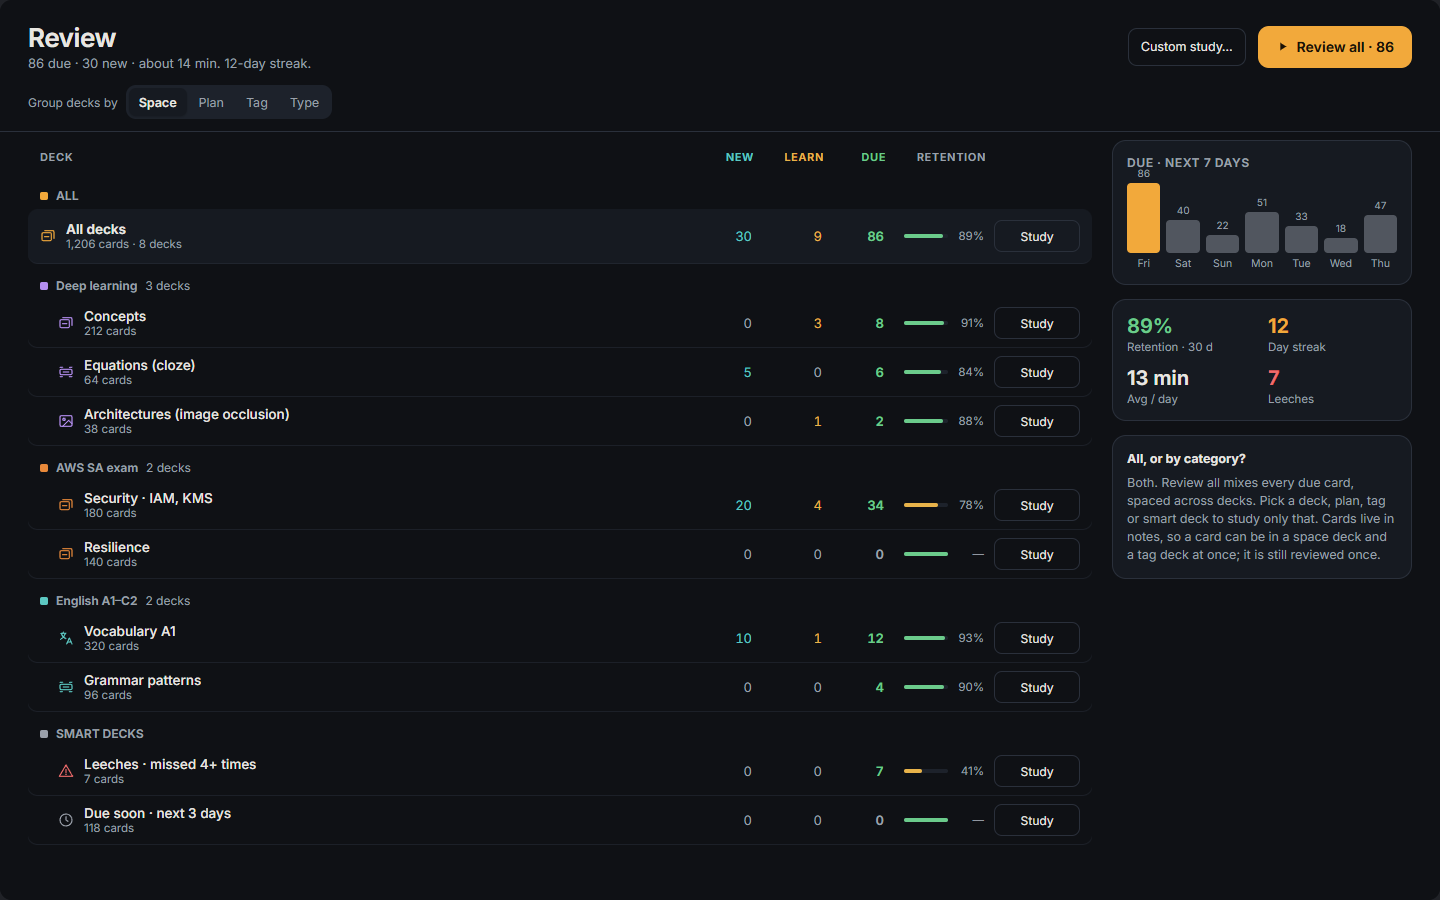 Review
86 due · 30 new · about 14 min. 12-day streak.
Custom study...
Review all · 86
Group decks by Space Plan Tag Type
DECK NEW LEARN DUE RETENTION
ALL
All decks
1,206 cards · 8 decks
30 9 86 89% Study
Deep learning 3 decks
Concepts
212 cards
0 3 8 91% Study
Equations (cloze)
64 cards
5 0 6 84% Study
Architectures (image occlusion)
38 cards
0 1 2 88% Study
AWS SA exam 2 decks
Security · IAM, KMS
180 cards
20 4 34 78% Study
Resilience
140 cards
0 0 0 — Study
English A1–C2 2 decks
Vocabulary A1
320 cards
10 1 12 93% Study
Grammar patterns
96 cards
0 0 4 90% Study
SMART DECKS
Leeches · missed 4+ times
7 cards
0 0 7 41% Study
Due soon · next 3 days
118 cards
0 0 0 — Study
DUE · NEXT 7 DAYS
86 40 22 51 33 18 47
Fri Sat Sun Mon Tue Wed Thu
89% 12
Retention · 30 d Day streak
13 min 7
Avg / day Leeches
All, or by category?
Both. Review all mixes every due card,
spaced across decks. Pick a deck, plan, tag
or smart deck to study only that. Cards live in
notes, so a card can be in a space deck and
a tag deck at once; it is still reviewed once.